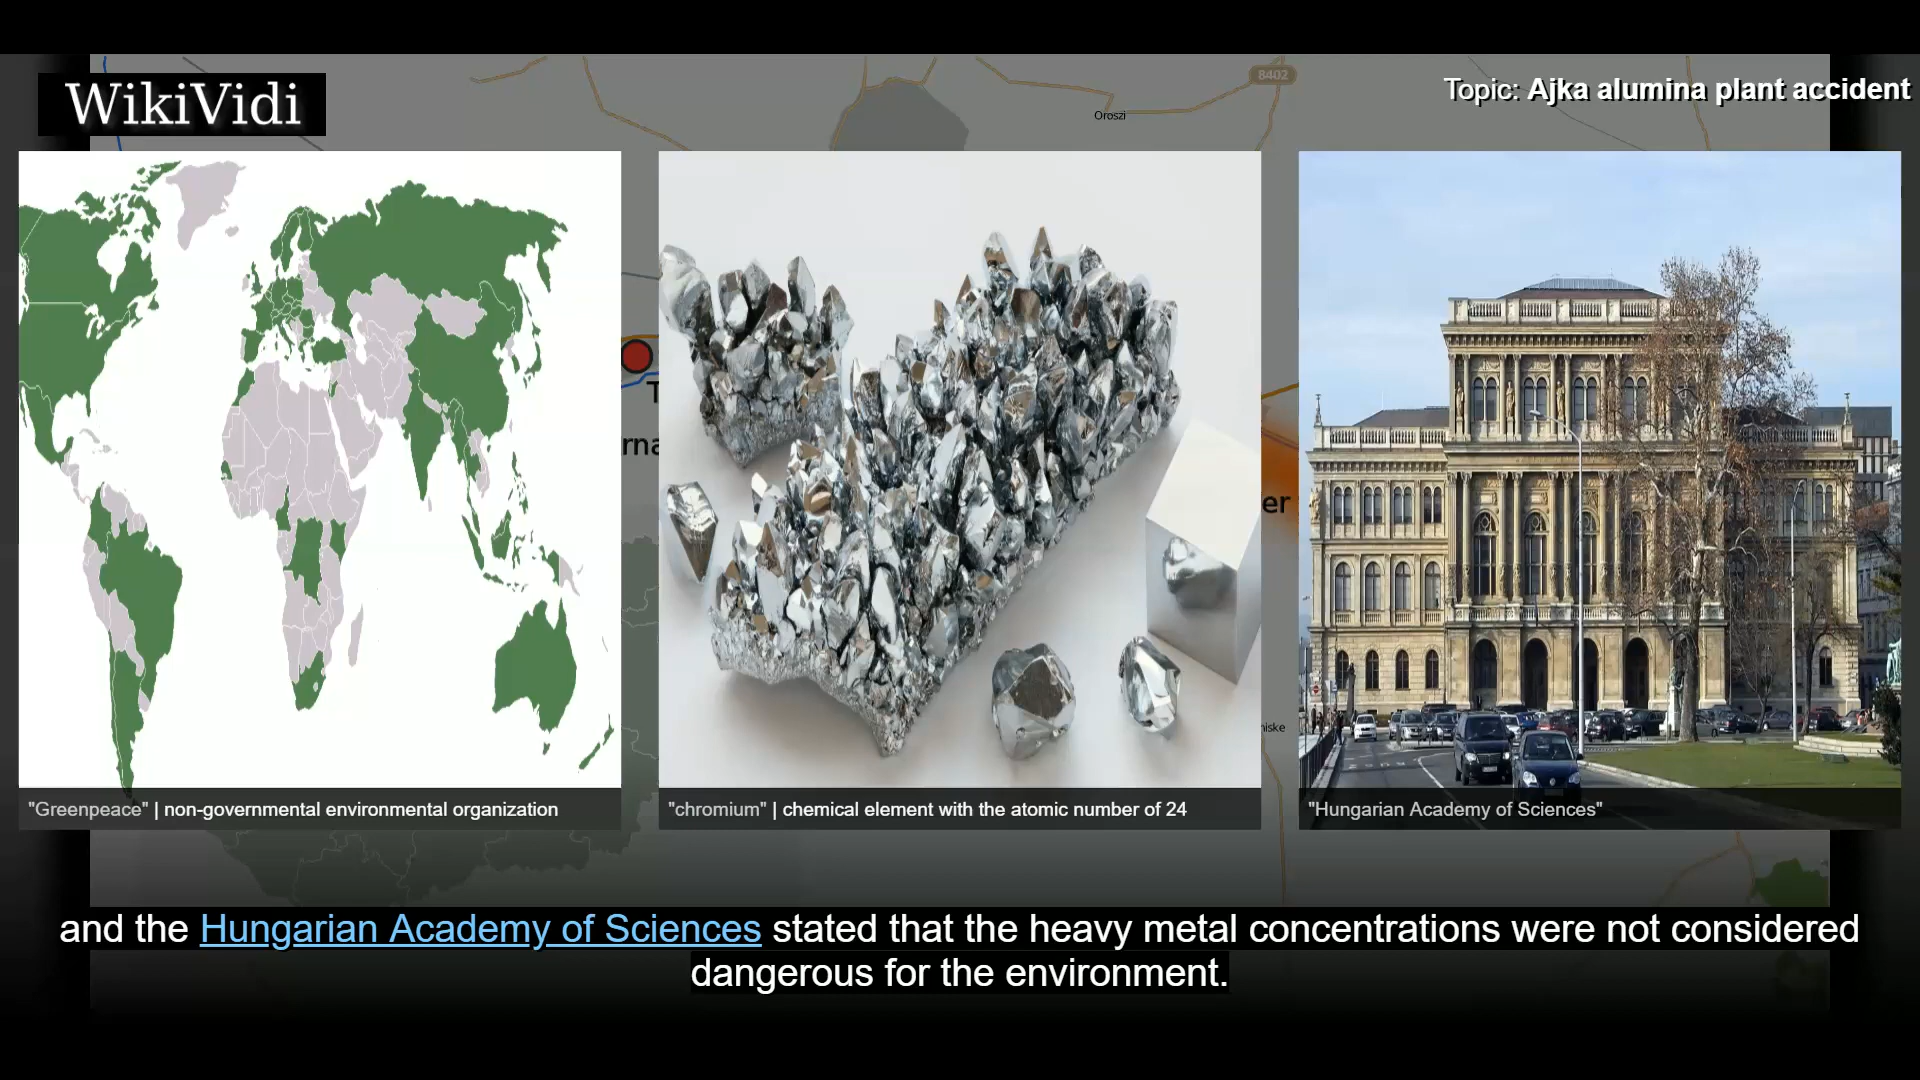 8402
Oroszi
WikiVidi
Topic: Ajka alumina plant accident
er
"Greenpeace" | non-governmental environmental organization
"chromium" | chemical element with the atomic number of 24
"Hungarian Academy of Sciences"
and the Hungarian Academy of Sciences stated that the heavy metal concentrations were not considered
dangerous for the environment.